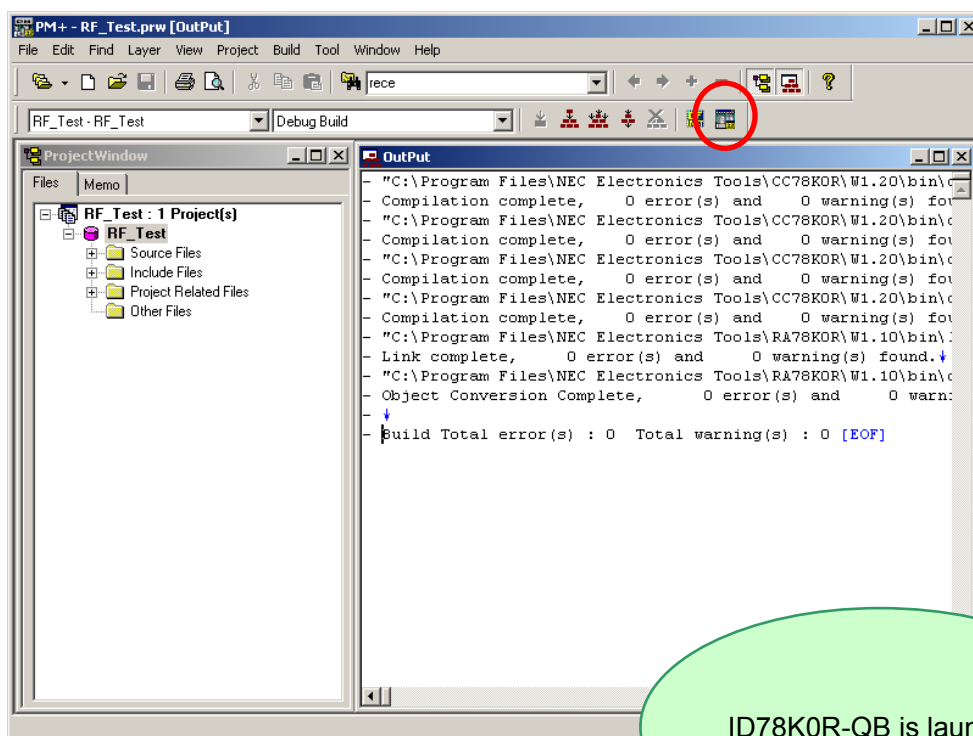 PM+ - RF_Test.prw [OutPut]
File Edit Find Layer View Project Build Tool Window Help
rece
RF_Test - RF_Test
Debug Build
ProjectWindow
Files
Memo
RF_Test : 1 Project(s)
RF_Test
Source Files
Include Files
Project Related Files
Other Files
OutPut
- "C:\Program Files\NEC Electronics Tools\CC78K0R\W1.20\bin\c
- Compilation complete, 0 error(s) and 0 warning(s) fou
- "C:\Program Files\NEC Electronics Tools\CC78K0R\W1.20\bin\c
- Compilation complete, 0 error(s) and 0 warning(s) fou
- "C:\Program Files\NEC Electronics Tools\CC78K0R\W1.20\bin\c
- Compilation complete, 0 error(s) and 0 warning(s) fou
- "C:\Program Files\NEC Electronics Tools\CC78K0R\W1.20\bin\c
- Compilation complete, 0 error(s) and 0 warning(s) fou
- "C:\Program Files\NEC Electronics Tools\RA78K0R\W1.10\bin\l
- Link complete, 0 error(s) and 0 warning(s) found.↓
- "C:\Program Files\NEC Electronics Tools\RA78K0R\W1.10\bin\c
- Object Conversion Complete, 0 error(s) and 0 warni
- ↓
- Build Total error(s) : 0 Total warning(s) : 0 [EOF]
ID78K0R-QB is laun